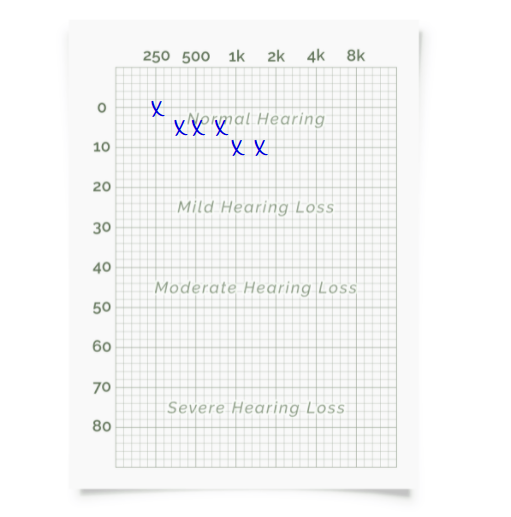 250 500 1k 2k 4k 8k
0
Normal Hearing
X
X X X
10
X X
20
Mild Hearing Loss
30
40
Moderate Hearing Loss
50
60
70
Severe Hearing Loss
80